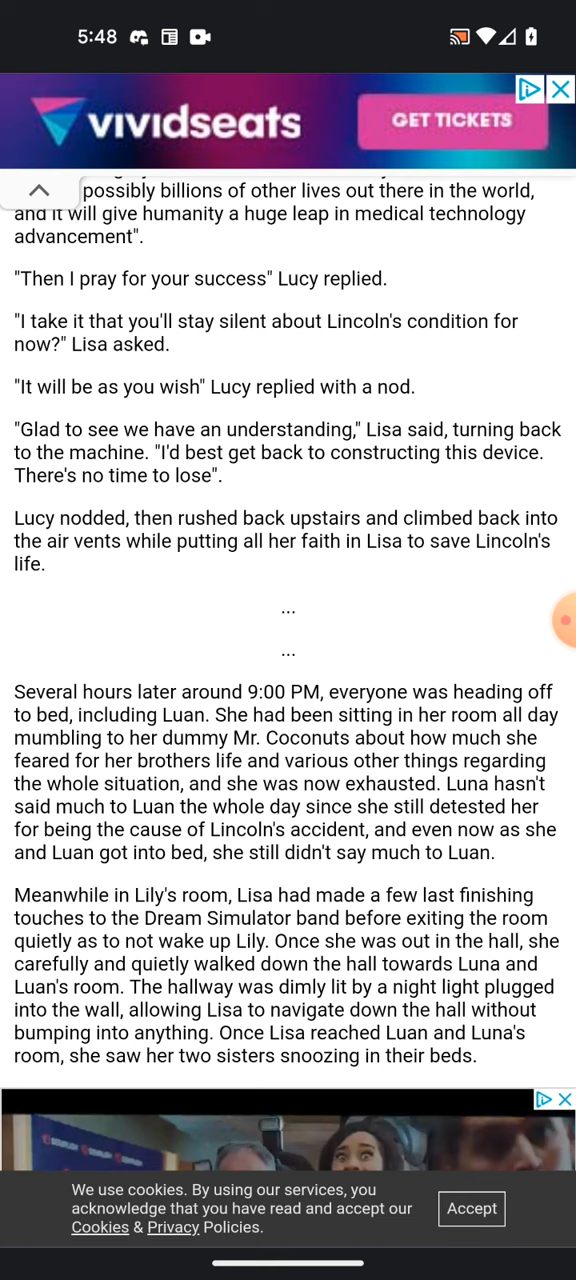 5:48
vividseats
GET TICKETS
possibly billions of other lives out there in the world,
and it will give humanity a huge leap in medical technology
advancement".
"Then I pray for your success" Lucy replied.
"I take it that you'll stay silent about Lincoln's condition for
now?" Lisa asked.
"It will be as you wish" Lucy replied with a nod.
"Glad to see we have an understanding," Lisa said, turning back
to the machine. "I'd best get back to constructing this device.
There's no time to lose".
Lucy nodded, then rushed back upstairs and climbed back into
the air vents while putting all her faith in Lisa to save Lincoln's
life.
...
...
Several hours later around 9:00 PM, everyone was heading off
to bed, including Luan. She had been sitting in her room all day
mumbling to her dummy Mr. Coconuts about how much she
feared for her brothers life and various other things regarding
the whole situation, and she was now exhausted. Luna hasn't
said much to Luan the whole day since she still detested her
for being the cause of Lincoln's accident, and even now as she
and Luan got into bed, she still didn't say much to Luan.
Meanwhile in Lily's room, Lisa had made a few last finishing
touches to the Dream Simulator band before exiting the room
quietly as to not wake up Lily. Once she was out in the hall, she
carefully and quietly walked down the hall towards Luna and
Luan's room. The hallway was dimly lit by a night light plugged
into the wall, allowing Lisa to navigate down the hall without
bumping into anything. Once Lisa reached Luan and Luna's
room, she saw her two sisters snoozing in their beds.
We use cookies. By using our services, you
acknowledge that you have read and accept our
Cookies & Privacy Policies.
Accept